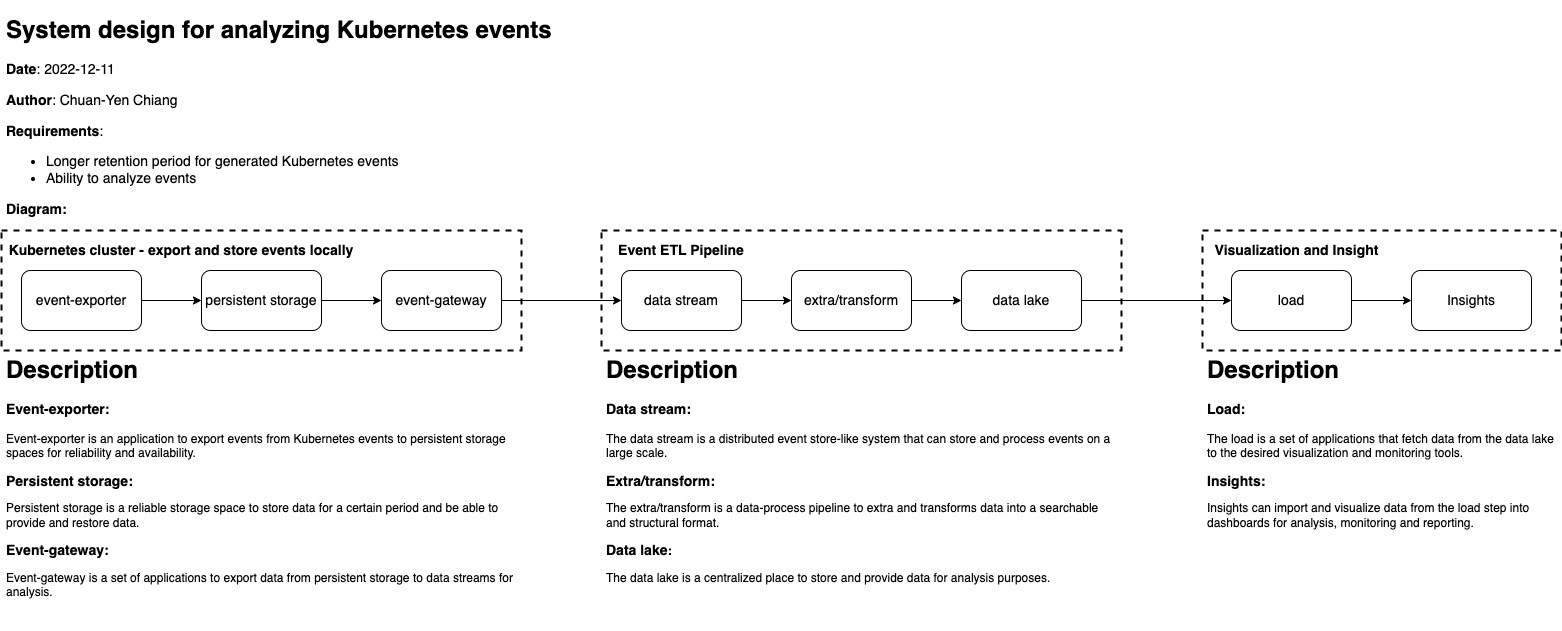 System design for analyzing Kubernetes events
Date: 2022-12-11
Author: Chuan-Yen Chiang
Requirements:
• Longer retention period for generated Kubernetes events
• Ability to analyze events
Diagram:
Kubernetes cluster - export and store events locally
event-exporter
persistent storage
event-gateway
Event ETL Pipeline
data stream
extra/transform
data lake
Visualization and Insight
load
Insights
Description
Event-exporter:
Event-exporter is an application to export events from Kubernetes events to persistent storage
spaces for reliability and availability.
Persistent storage:
Persistent storage is a reliable storage space to store data for a certain period and be able to
provide and restore data.
Event-gateway:
Event-gateway is a set of applications to export data from persistent storage to data streams for
analysis.
Description
Data stream:
The data stream is a distributed event store-like system that can store and process events on a
large scale.
Extra/transform:
The extra/transform is a data-process pipeline to extra and transforms data into a searchable
and structural format.
Data lake:
The data lake is a centralized place to store and provide data for analysis purposes.
Description
Load:
The load is a set of applications that fetch data from the data lake
to the desired visualization and monitoring tools.
Insights:
Insights can import and visualize data from the load step into
dashboards for analysis, monitoring and reporting.